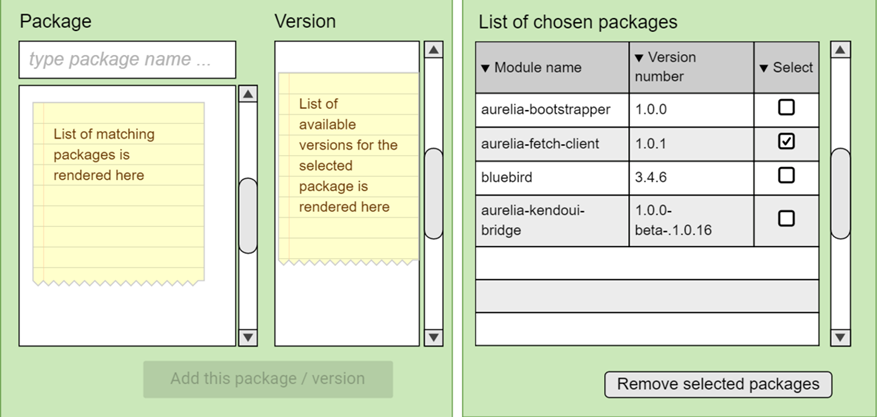 Package
Version
type package name ...
List of matching
packages is
rendered here
List of
available
versions for the
selected
package is
rendered here
Add this package / version
List of chosen packages
▼ Module name ▼ Version number ▼ Select
aurelia-bootstrapper 1.0.0
aurelia-fetch-client 1.0.1
bluebird 3.4.6
aurelia-kendoui-bridge 1.0.0-beta-.1.0.16
Remove selected packages